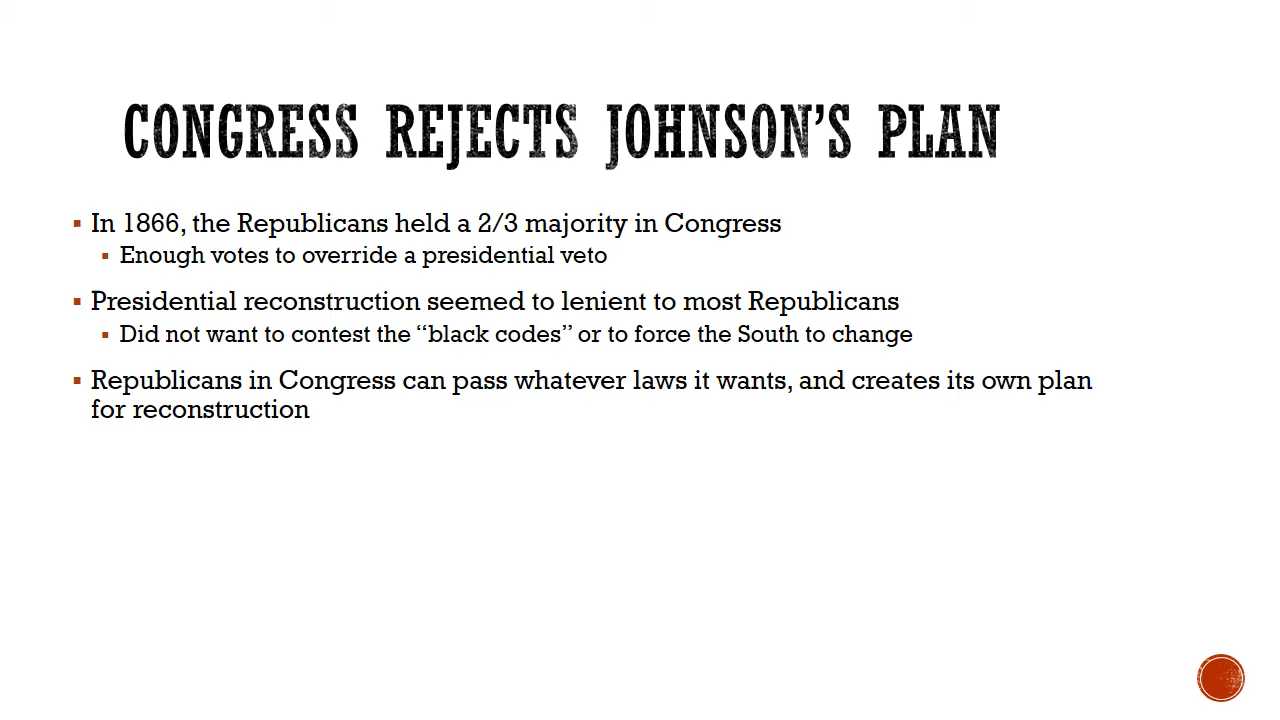 CONGRESS REJECTS JOHNSON'S PLAN
▪ In 1866, the Republicans held a 2/3 majority in Congress
▪ Enough votes to override a presidential veto
▪ Presidential reconstruction seemed to lenient to most Republicans
▪ Did not want to contest the “black codes” or to force the South to change
▪ Republicans in Congress can pass whatever laws it wants, and creates its own plan
for reconstruction